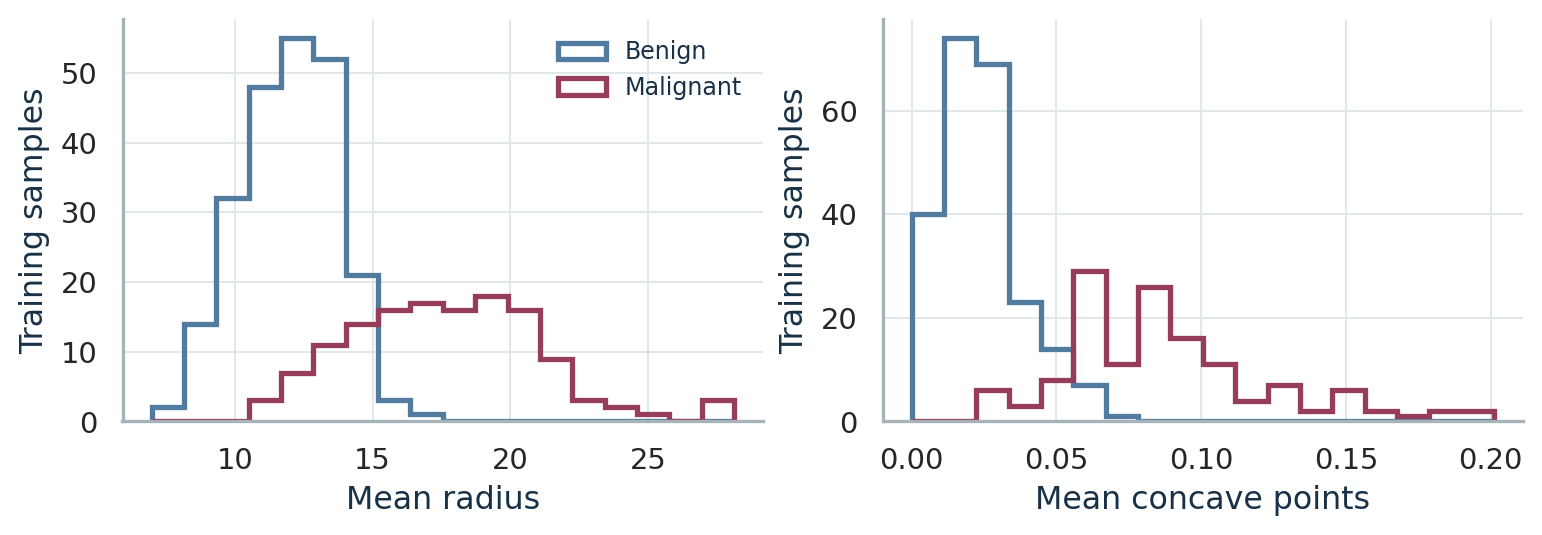 Training samples
50
40
30
20
10
0
10 15 20 25
Mean radius
Benign
Malignant
Training samples
60
40
20
0
0.00 0.05 0.10 0.15 0.20
Mean concave points